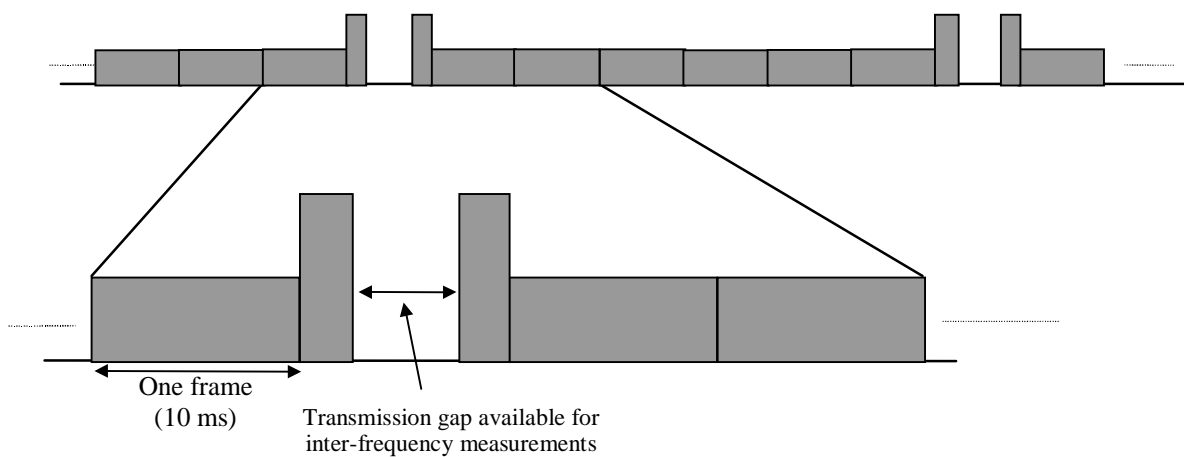 One frame
(10 ms)
Transmission gap available for
inter-frequency measurements